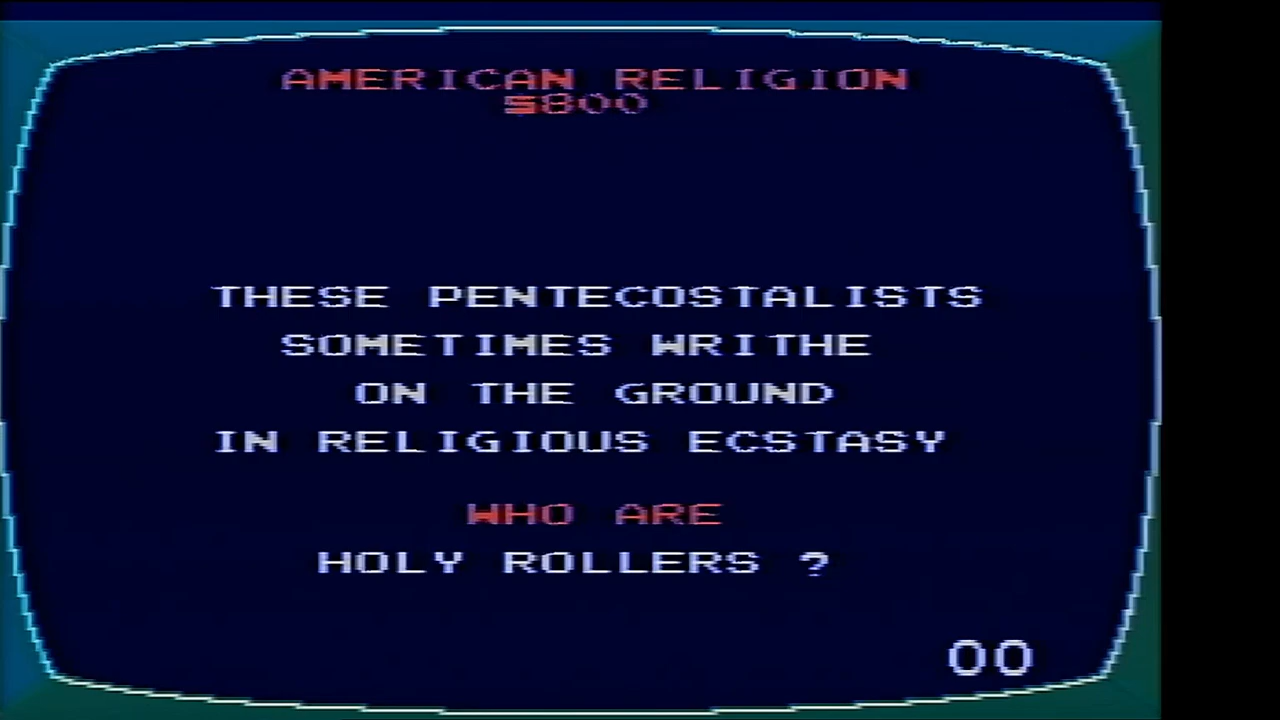 AMERICAN RELIGION
$800
THESE PENTECOSTALISTS
SOMETIMES WRITHE
ON THE GROUND
IN RELIGIOUS ECSTASY
WHO ARE
HOLY ROLLERS ?
00